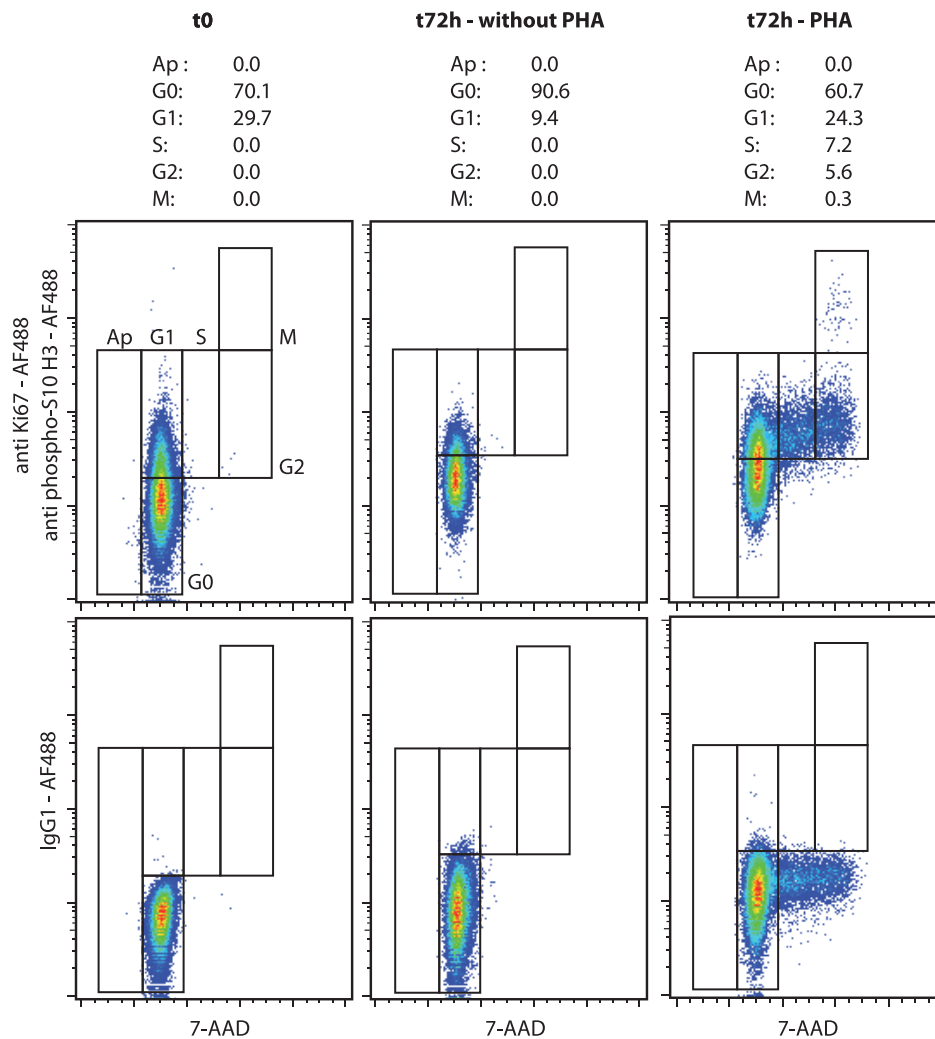 t0
t72h - without PHA
t72h - PHA
Ap : 0.0
G0: 70.1
G1: 29.7
S: 0.0
G2: 0.0
M: 0.0
Ap : 0.0
G0: 90.6
G1: 9.4
S: 0.0
G2: 0.0
M: 0.0
Ap: 0.0
G0: 60.7
G1: 24.3
S: 7.2
G2: 5.6
M: 0.3
anti Ki67 - AF488
anti phospho-S10 H3 - AF488
Ap G1 S M
G2
G0
IgG1 - AF488
7-AAD
7-AAD
7-AAD